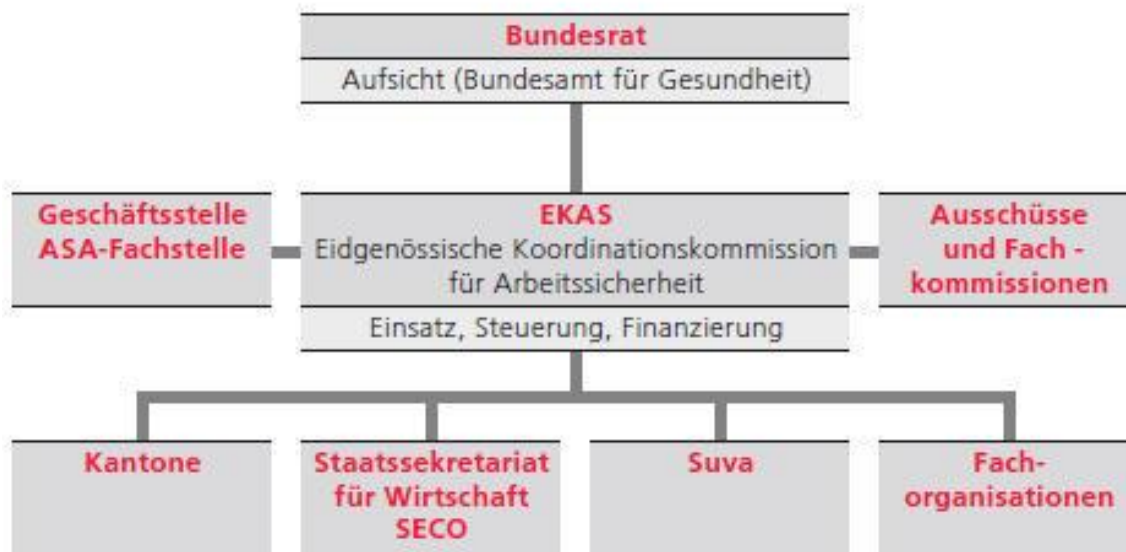 Bundesrat
Aufsicht (Bundesamt für Gesundheit)
Geschäftsstelle
ASA-Fachstelle
EKAS
Eidgenössische Koordinationskommission
für Arbeitssicherheit
Einsatz, Steuerung, Finanzierung
Ausschüsse
und Fach -
kommissionen
Kantone
Staatssekretariat
für Wirtschaft
SECO
Suva
Fach-
organisationen